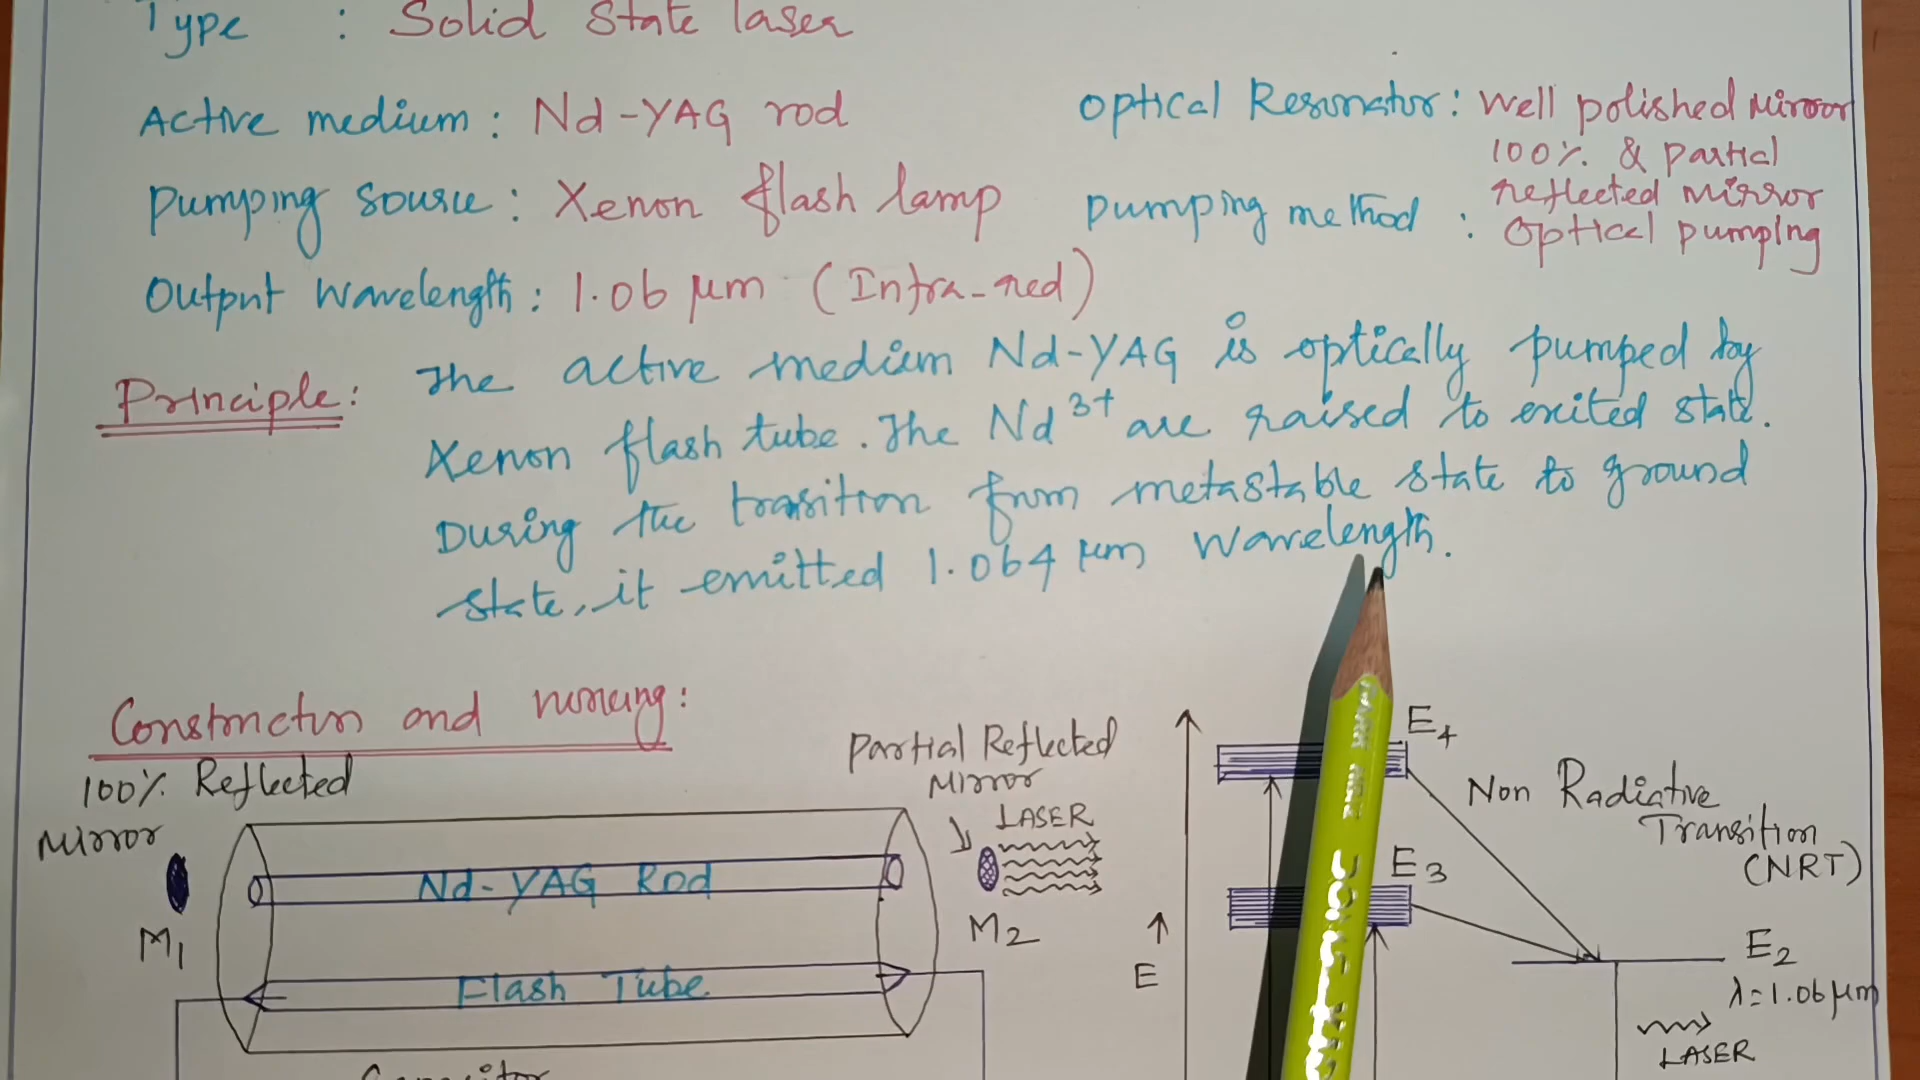 Type : Solid State laser
Active medium : Nd-YAG rod
Optical Resonator : Well polished Mirror
100% & partial
reflected mirror
Pumping source : Xenon flash lamp
Pumping method : Optical pumping
Output wavelength : 1.06 μm (Infra-red)
Principle :
The active medium Nd-YAG is optically pumped by
Xenon flash tube. The Nd3+ are raised to excited state.
During the transition from metastable state to ground
state, it emitted 1.064 μm wavelength.
Construction and working :
100% Reflected
Mirror
M1
Nd-YAG Rod
Flash Tube
Capacitor
Partial Reflected
Mirror
LASER
M2
E
E4
Non Radiative
Transition
(NRT)
E3
E2
λ = 1.06 μm
LASER